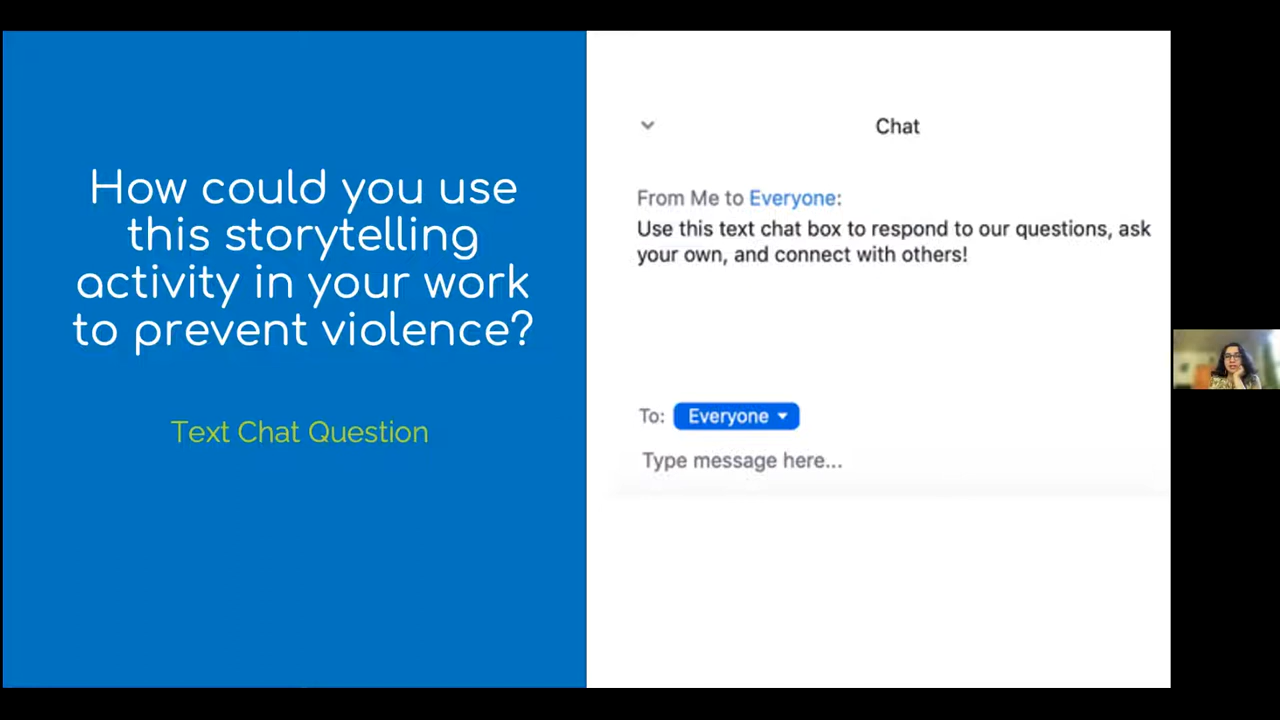 How could you use
this storytelling
activity in your work
to prevent violence?
Text Chat Question
Chat
From Me to Everyone:
Use this text chat box to respond to our questions, ask
your own, and connect with others!
To: Everyone
Type message here...